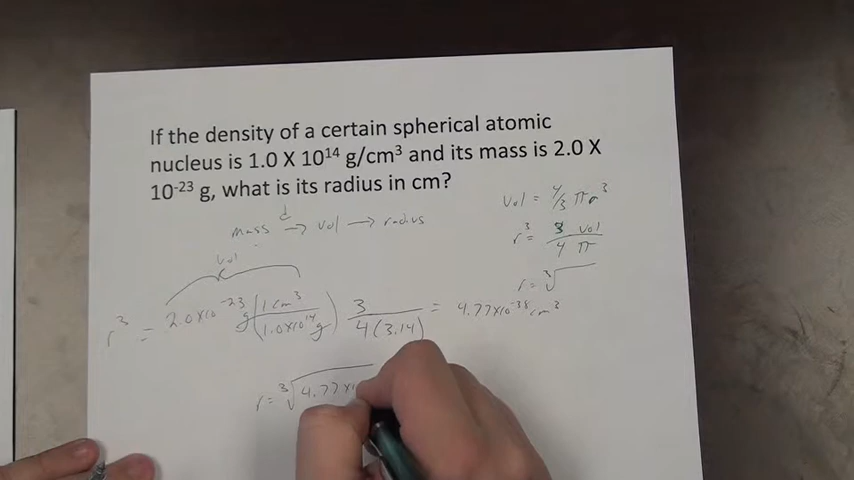 If the density of a certain spherical atomic
nucleus is 1.0 X 10¹⁴ g/cm³ and its mass is 2.0 X
10⁻²³ g, what is its radius in cm?
d
mass → vol → radius
vol = 4/3 πr³
r³ = 3 vol / 4 π
r = ∛
vol
r³ = 2.0x10⁻²³ g (1 cm³ / 1.0x10¹⁴ g) 3 / 4(3.14) = 4.77x10⁻³⁸ cm³
r = ∛4.77x1